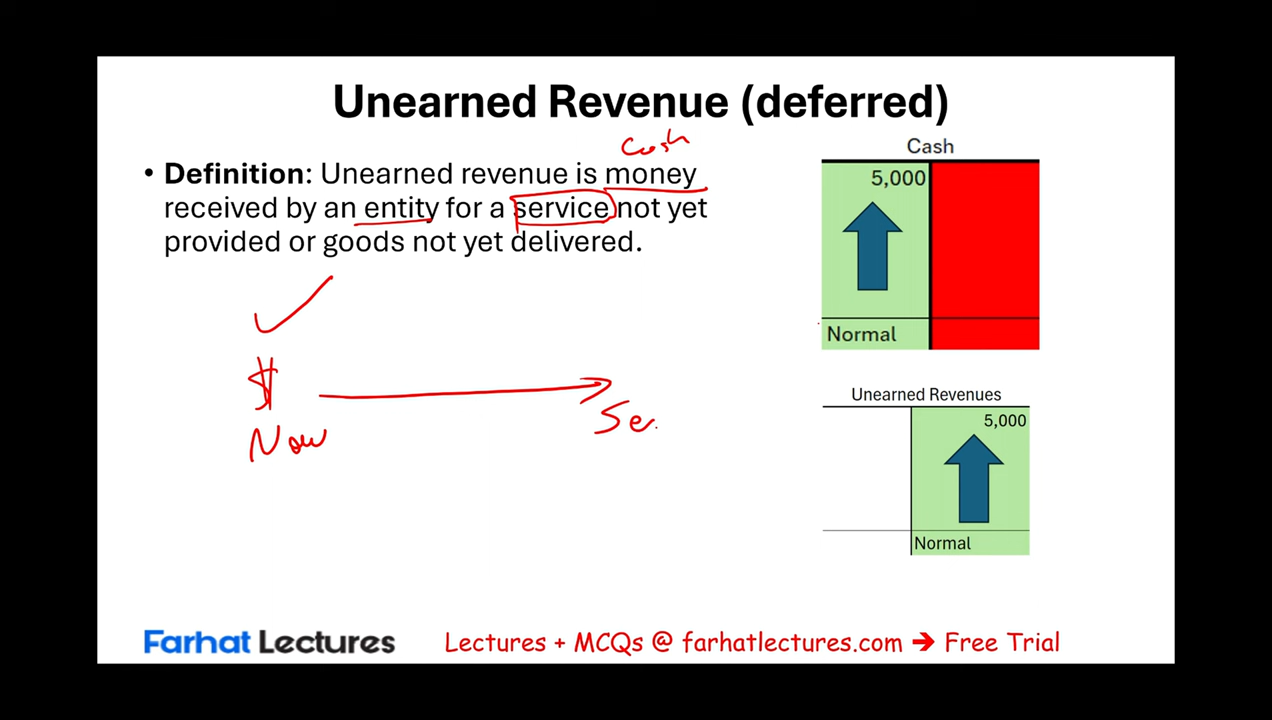 Unearned Revenue (deferred)
Cash
• Definition: Unearned revenue is money
received by an entity for a service not yet
provided or goods not yet delivered.
$
Now
Ser
Cash
5,000
Normal
Unearned Revenues
5,000
Normal
Farhat Lectures
Lectures + MCQs @ farhatlectures.com ➔ Free Trial